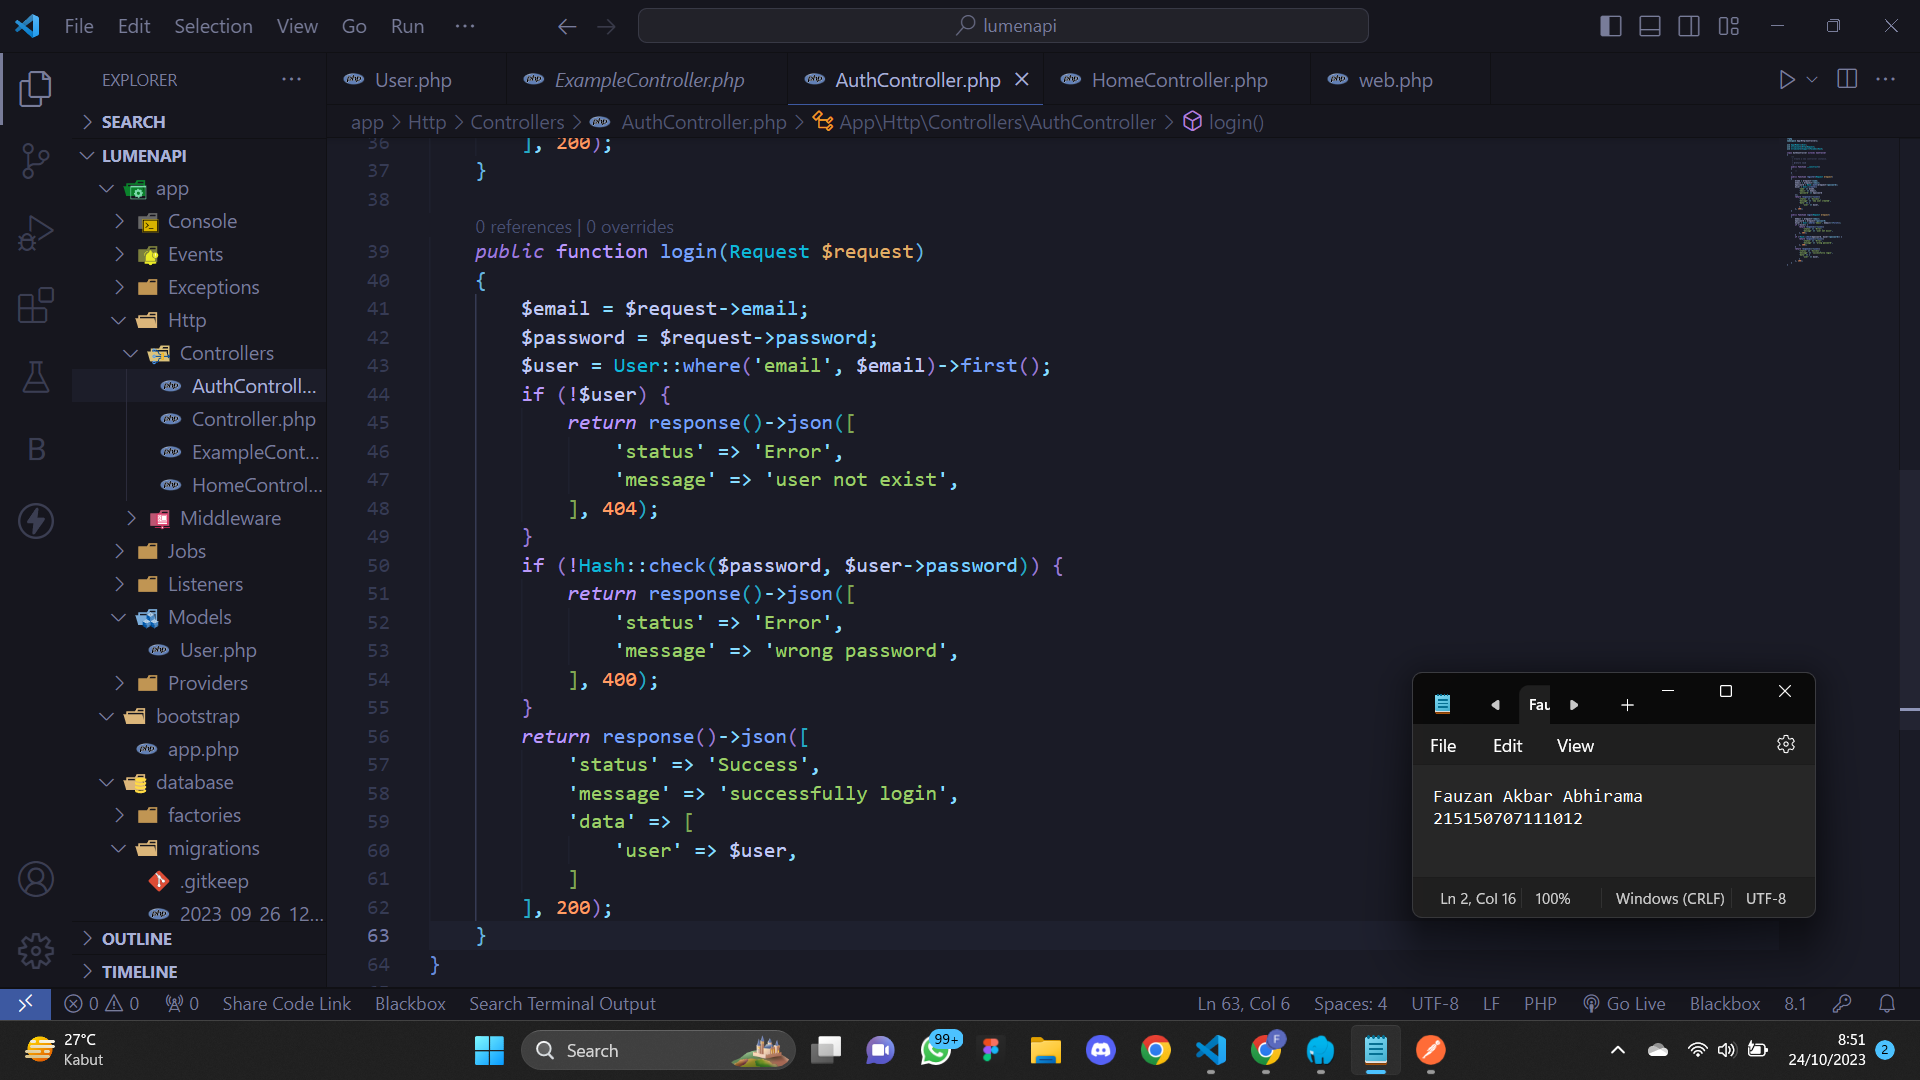 File Edit Selection View Go Run ···
lumenapi
EXPLORER ···
SEARCH
LUMENAPI
app
Console
Events
Exceptions
Http
Controllers
AuthControll...
Controller.php
ExampleCont...
HomeControl...
Middleware
Jobs
Listeners
Models
User.php
Providers
bootstrap
app.php
database
factories
migrations
.gitkeep
2023_09_26_12...
OUTLINE
TIMELINE
User.php ExampleController.php AuthController.php HomeController.php web.php
app > Http > Controllers > AuthController.php > App\Http\Controllers\AuthController > login()
36 ], 200);
37 }
38
0 references | 0 overrides
39 public function login(Request $request)
40 {
41 $email = $request->email;
42 $password = $request->password;
43 $user = User::where('email', $email)->first();
44 if (!$user) {
45 return response()->json([
46 'status' => 'Error',
47 'message' => 'user not exist',
48 ], 404);
49 }
50 if (!Hash::check($password, $user->password)) {
51 return response()->json([
52 'status' => 'Error',
53 'message' => 'wrong password',
54 ], 400);
55 }
56 return response()->json([
57 'status' => 'Success',
58 'message' => 'successfully login',
59 'data' => [
60 'user' => $user,
61 ]
62 ], 200);
63 }
64 }
Fau
File Edit View
Fauzan Akbar Abhirama
215150707111012
Ln 2, Col 16 100% Windows (CRLF) UTF-8
0 0 0 Share Code Link Blackbox Search Terminal Output
Ln 63, Col 6 Spaces: 4 UTF-8 LF PHP Go Live Blackbox 8.1
27°C
Kabut
Search
99+
F
8:51
24/10/2023
2